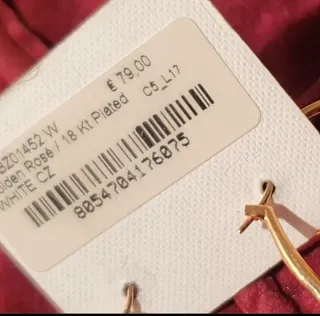 € 79.00
BZ01452 W C5_L17
olden Rosé / 18 Kt Plated
WHITE CZ
8054704176075